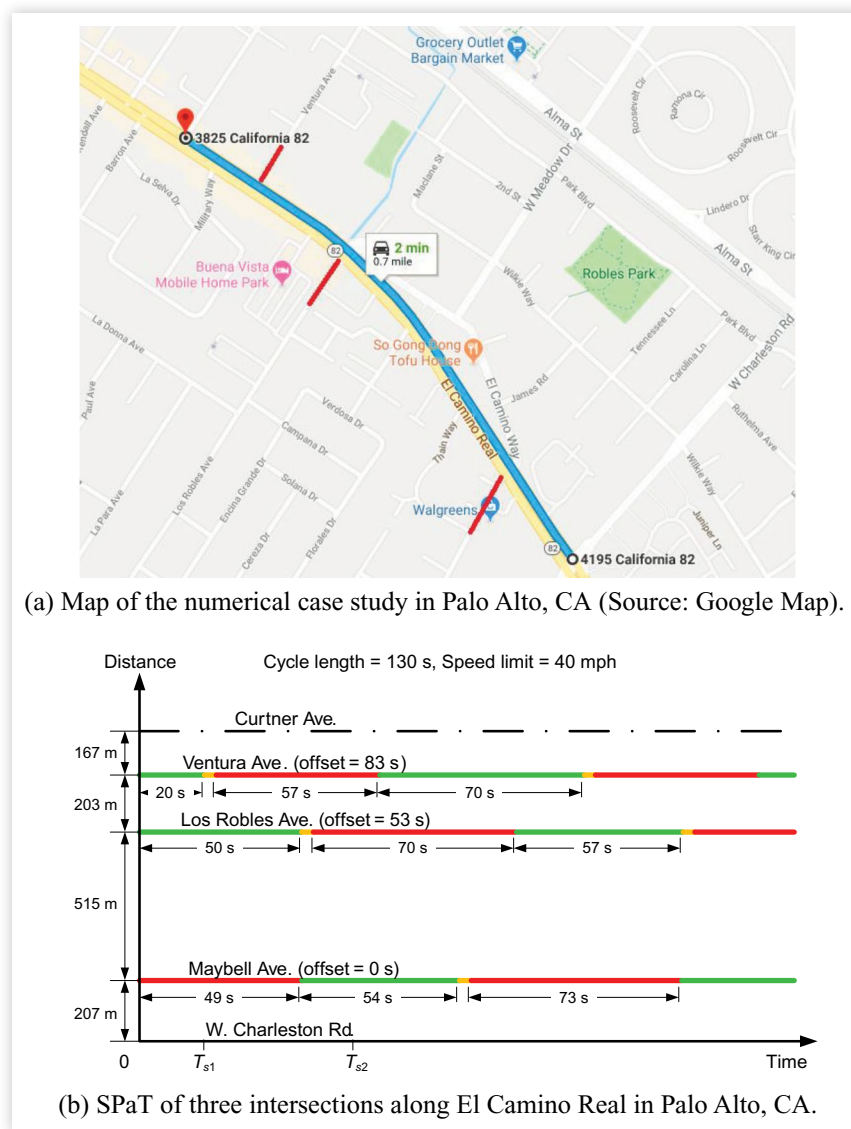 Grocery Outlet
Bargain Market
Ventura Ave
Alma St
Roosevelt Cir
Ramona Cir
Roosevelt Cir
Kendall Ave
Barron Ave
3825 California 82
Maclane St
2nd St
W Meadow Dr
Park Blvd
Lindero Dr
Starr King Cir
La Selva Dr
Military Way
82
2 min
0.7 mile
Alma St
Buena Vista
Mobile Home Park
Wilkie Way
Robles Park
La Donna Ave
Tennessee Ln
Park Blvd
W Charleston Rd
So Gong Dong
Tofu House
Carolina Ln
El Camino Real
El Camino Way
James Rd
Paul Ave
Verdosa Dr
Thain Way
Ruthelma Ave
Campana Dr
Los Robles Ave
Encina Grande Dr
Solana Dr
Wilkie Way
La Para Ave
Cereza Dr
Florales Dr
Walgreens
Juniper Ln
82
4195 California 82
(a) Map of the numerical case study in Palo Alto, CA (Source: Google Map).
Distance
Cycle length = 130 s, Speed limit = 40 mph
Curtner Ave.
167 m
Ventura Ave. (offset = 83 s)
20 s
57 s
70 s
203 m
Los Robles Ave. (offset = 53 s)
50 s
70 s
57 s
515 m
Maybell Ave. (offset = 0 s)
49 s
54 s
73 s
207 m
W. Charleston Rd.
0
Ts1
Ts2
Time
(b) SPaT of three intersections along El Camino Real in Palo Alto, CA.